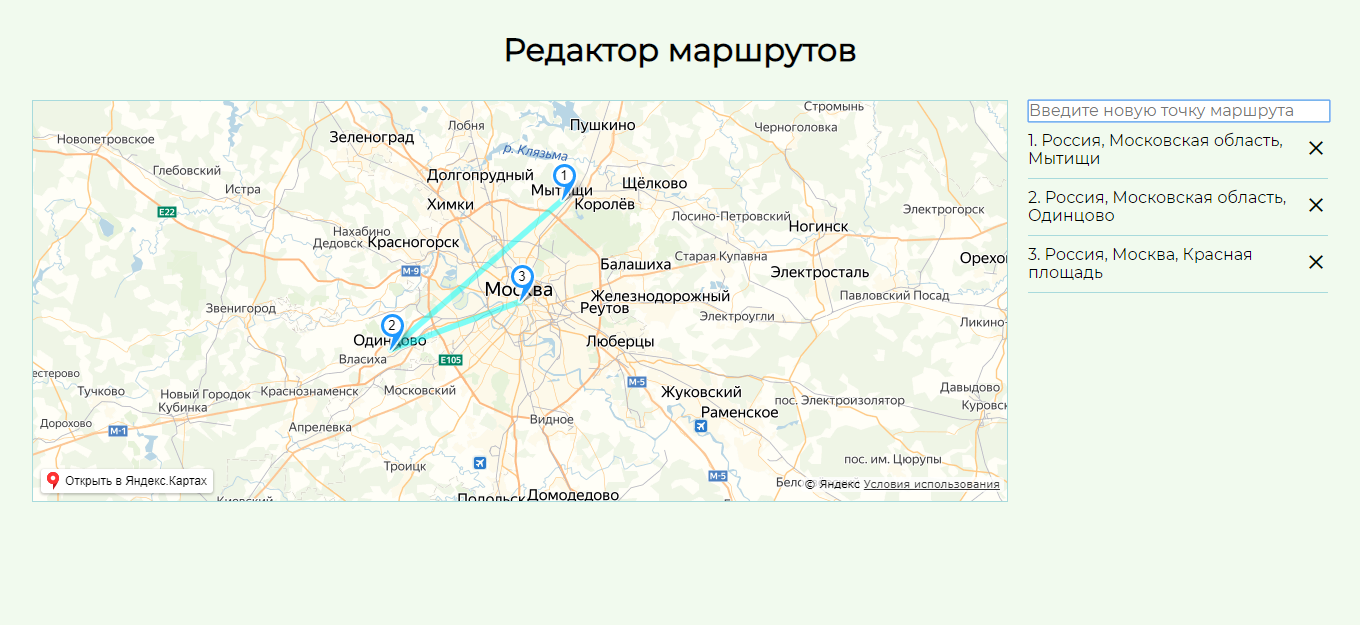 Редактор маршрутов
Введите новую точку маршрута
1. Россия, Московская область,
Мытищи
2. Россия, Московская область,
Одинцово
3. Россия, Москва, Красная
площадь
Стромынь
Лобня
Пушкино
Черноголовка
Новопетровское
Зеленоград
р. Клязьма
Глебовский
Долгопрудный
1
Щёлково
Истра
Мытищи
Химки
Королёв
E22
Лосино-Петровский
Электрогорск
Ногинск
Нахабино
Дедовск
Красногорск
Старая Купавна
Орехо
М-9
Балашиха
Электросталь
3
Москва
Железнодорожный
Павловский Посад
Звенигород
Реутов
Электроугли
Ликино-
2
Одинцово
Люберцы
Власиха
E105
естерово
М-5
Тучково
Новый Городок
Краснознаменск
Московский
Жуковский
Давыдово
Кубинка
пос. Электроизолятор
Куровск
Раменское
Дорохово
Видное
М-1
Апрелевка
Троицк
пос. им. Цюрупы
М-5
Открыть в Яндекс.Картах
Бело
© Яндекс Условия использования
Киевский
Подольск
Домодедово